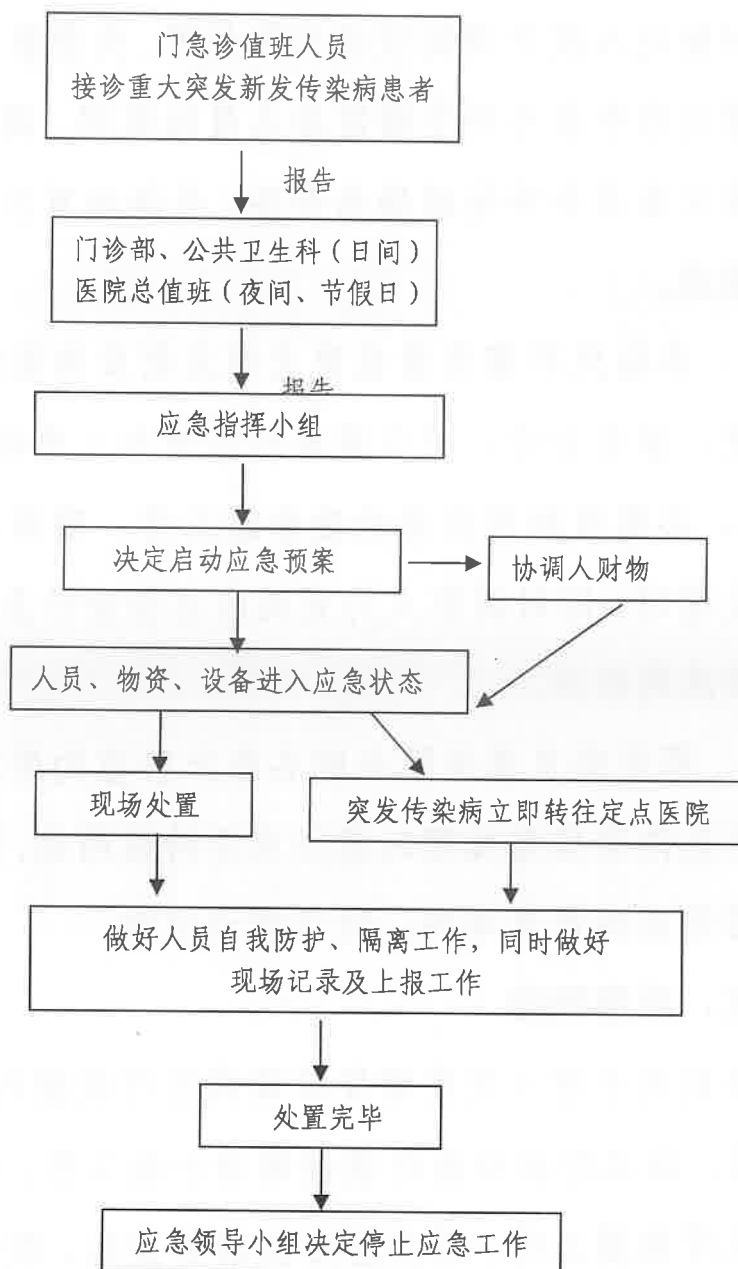 门急诊值班人员
接诊重大突发新发传染病患者
报告
门诊部、公共卫生科（日间）
医院总值班（夜间、节假日）
报告
应急指挥小组
决定启动应急预案
协调人财物
人员、物资、设备进入应急状态
现场处置
突发传染病立即转往定点医院
做好人员自我防护、隔离工作，同时做好
现场记录及上报工作
处置完毕
应急领导小组决定停止应急工作